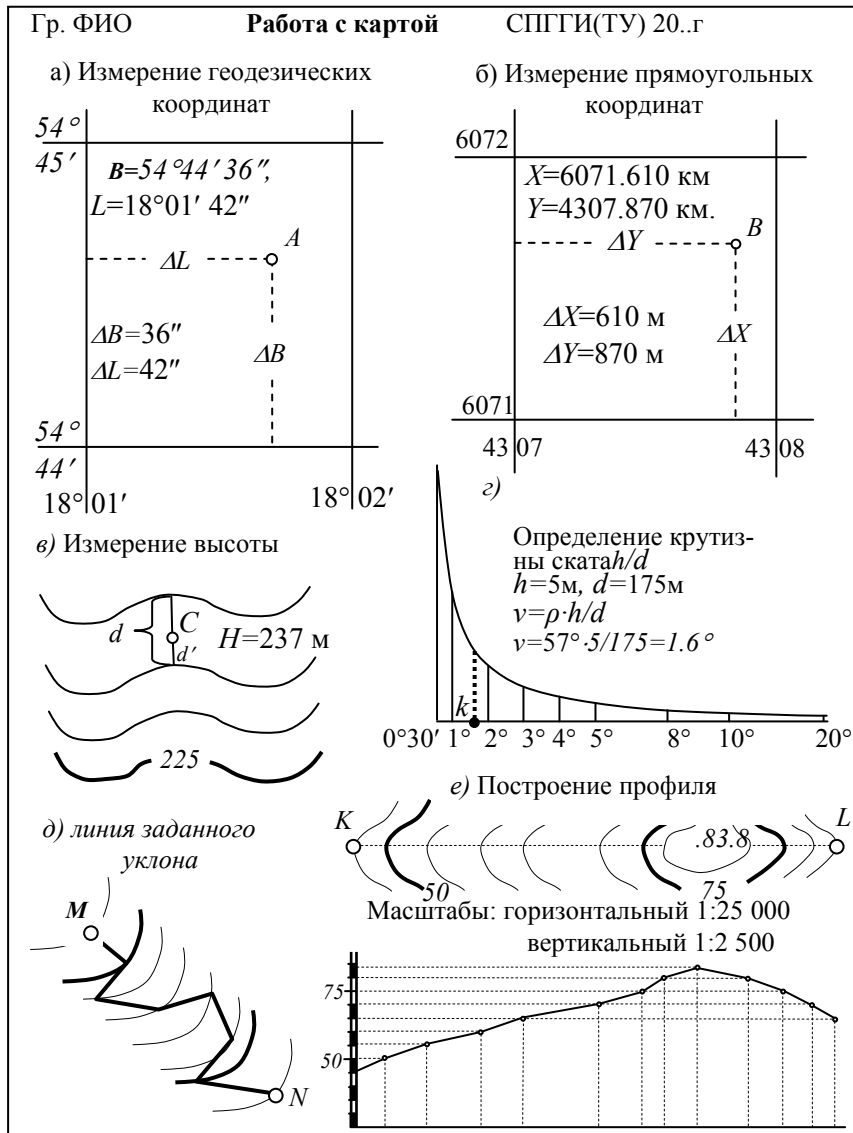 Гр. ФИО Работа с картой СПГГИ(ТУ) 20..г
а) Измерение геодезических
координат
54°
45′
B=54°44′36″,
L=18°01′ 42″
A
ΔL
ΔB=36″
ΔL=42″
ΔB
54°
44′
18°01′ 18°02′
б) Измерение прямоугольных
координат
6072
X=6071.610 км
Y=4307.870 км.
B
ΔY
ΔX=610 м
ΔY=870 м
ΔX
6071
4307 4308
в) Измерение высоты
d
C
d′
H=237 м
225
г)
Определение крутиз-
ны ската h/d
h=5м, d=175м
ν=ρ·h/d
ν=57°·5/175=1.6°
k
0°30′ 1° 2° 3° 4° 5° 8° 10° 20°
д) линия заданного
уклона
M
N
е) Построение профиля
K
L
.83.8
50
75
Масштабы: горизонтальный 1:25 000
вертикальный 1:2 500
75
50